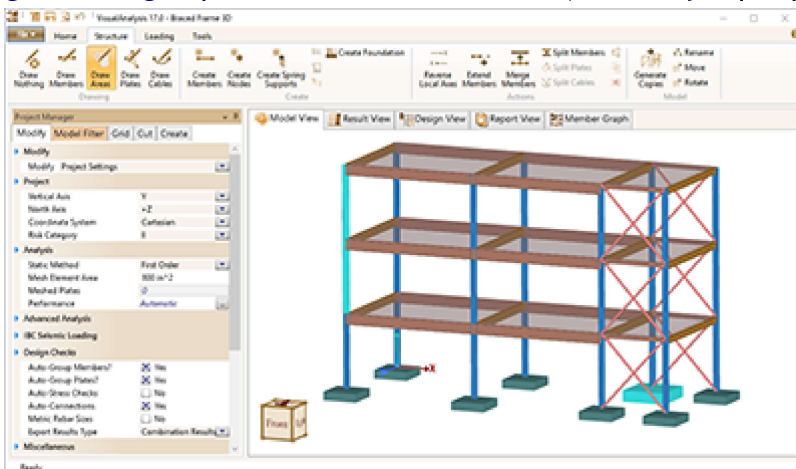 VisualAnalysis 17.0 - Braced Frame 3D
File Home Structure Loading Tools
Draw Nothing
Draw Members
Draw Areas
Draw Plates
Draw Cables
Drawing
Create Members
Create Nodes
Create Spring Supports
Create Foundation
Create
Reverse Local Axes
Extend Members
Merge Members
Split Members
Split Plates
Split Cables
Actions
Generate Copies
Rename
Move
Rotate
Model
Project Manager
Modify Model Filter Grid Cut Create
Modify
Modify Project Settings
Project
Vertical Axis Y
North Axis +Z
Coordinate System Cartesian
Risk Category II
Analysis
Static Method First Order
Mesh Element Area 900 in^2
Meshed Plates 0
Performance Automatic
Advanced Analysis
IBC Seismic Loading
Design Checks
Auto-Group Members? Yes
Auto-Group Plates? Yes
Auto-Stress Checks No
Auto-Connections Yes
Metric Rebar Sizes No
Export Results Type Combination Results
Miscellaneous
Ready
Model View Result View Design View Report View Member Graph
+X
Front